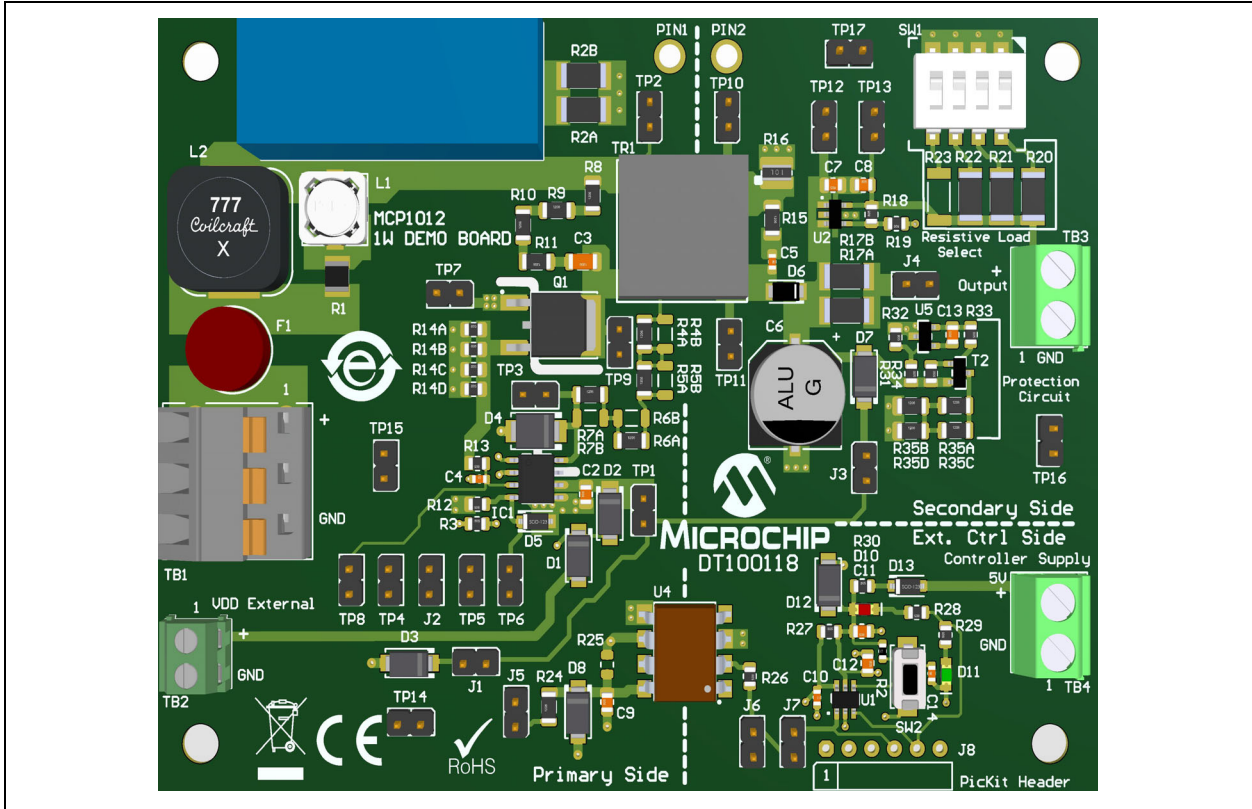 PIN1 PIN2
TP17
SW1
R2B
TP2
TP10
TP12 TP13
R2A
TR1
L2
L1
R8
R16
R23 R22 R21 R20
777
Coilcraft
X
MCP1012
1W DEMO BOARD
R10 R9
C7 C8
R15
R18
U2
R19
R11 C3
C5
R17B
R17A
Resistive Load
Select
TB3
+
Output
TP7
Q1
D6
J4
R1
F1
C6
+
D7
R32 U5 C13 R33
R14A
R14B
R14C
R14D
R4B
R4A
R5B
R5A
1 GND
TP3
TP9
TP11
ALU
G
R31
R34
T2
Protection
Circuit
1
+
D4
R6B
R6A
R7A
R7B
TP15
R35B R35A
R35D R35C
R13
C4
C2 D2 TP1
J3
TP16
R12
R3
IC1
GND
D5
Secondary Side
MICROCHIP
DT100118
Ext. Ctrl Side
Controller Supply
D1
R30
D10
C11 D13
5V
+
TB1
D12
1 VDD External
+
TP8 TP4 J2 TP5 TP6
U4
R28
R27
R29
GND
D3
R25
GND
TB2
J1
D8
C12
R2
D11
TB4
1
J5 R24
R26
C10
TP14
C9
U1
C14
J6 J7
SW2
J8
CE
RoHS
Primary Side
1
PicKit Header